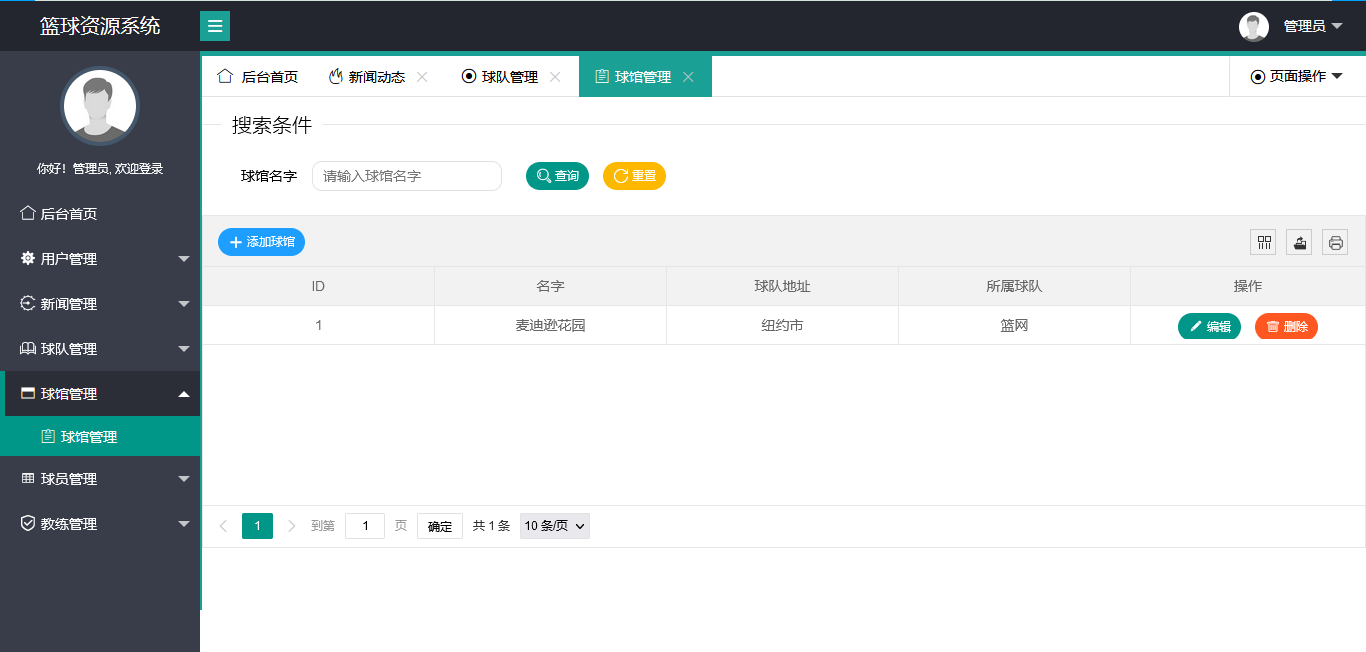 篮球资源系统
管理员
你好！管理员, 欢迎登录
后台首页
用户管理
新闻管理
球队管理
球馆管理
球馆管理
球员管理
教练管理
后台首页 新闻动态 球队管理 球馆管理 页面操作
搜索条件
球馆名字 请输入球馆名字 查询 重置
添加球馆
ID 名字 球队地址 所属球队 操作
1 麦迪逊花园 纽约市 篮网 编辑 删除
1 到第 1 页 确定 共 1 条 10 条/页